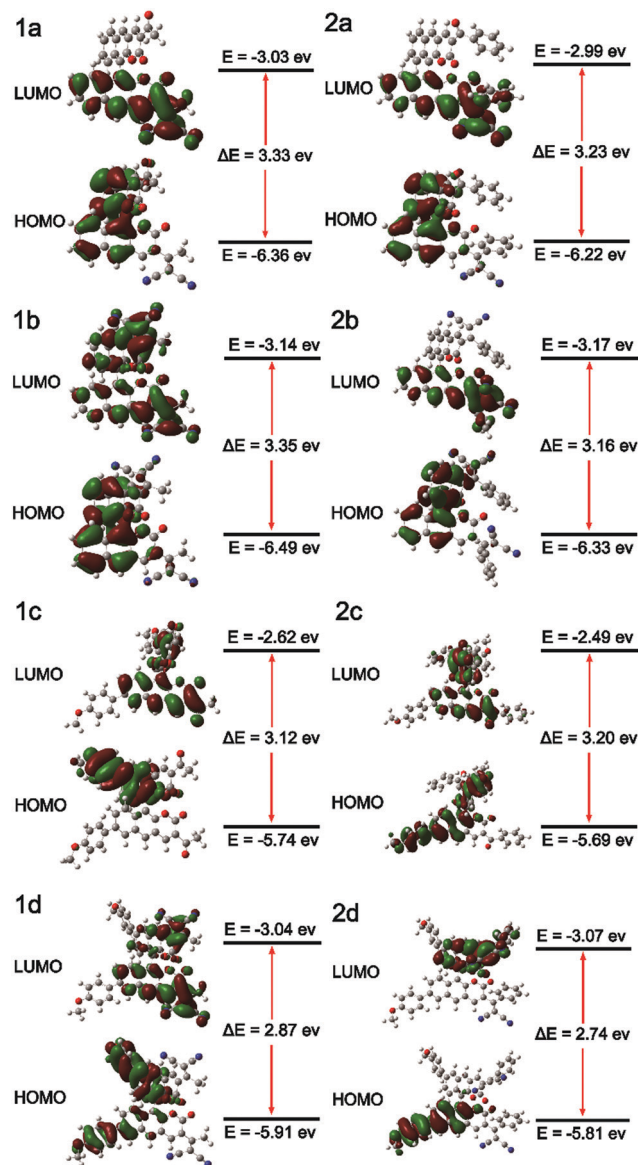 1a
E = -3.03 ev
LUMO
ΔE = 3.33 ev
HOMO
E = -6.36 ev
2a
E = -2.99 ev
LUMO
ΔE = 3.23 ev
HOMO
E = -6.22 ev
1b
E = -3.14 ev
LUMO
ΔE = 3.35 ev
HOMO
E = -6.49 ev
2b
E = -3.17 ev
LUMO
ΔE = 3.16 ev
HOMO
E = -6.33 ev
1c
E = -2.62 ev
LUMO
ΔE = 3.12 ev
HOMO
E = -5.74 ev
2c
E = -2.49 ev
LUMO
ΔE = 3.20 ev
HOMO
E = -5.69 ev
1d
E = -3.04 ev
LUMO
ΔE = 2.87 ev
HOMO
E = -5.91 ev
2d
E = -3.07 ev
LUMO
ΔE = 2.74 ev
HOMO
E = -5.81 ev